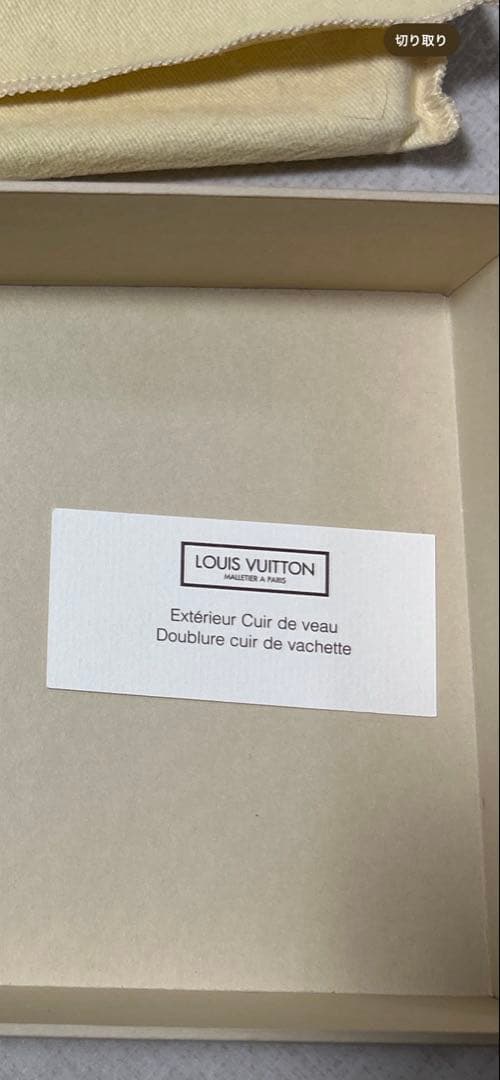 切り取り
LOUIS VUITTON
MALLETIER A PARIS
Extérieur Cuir de veau
Doublure cuir de vachette